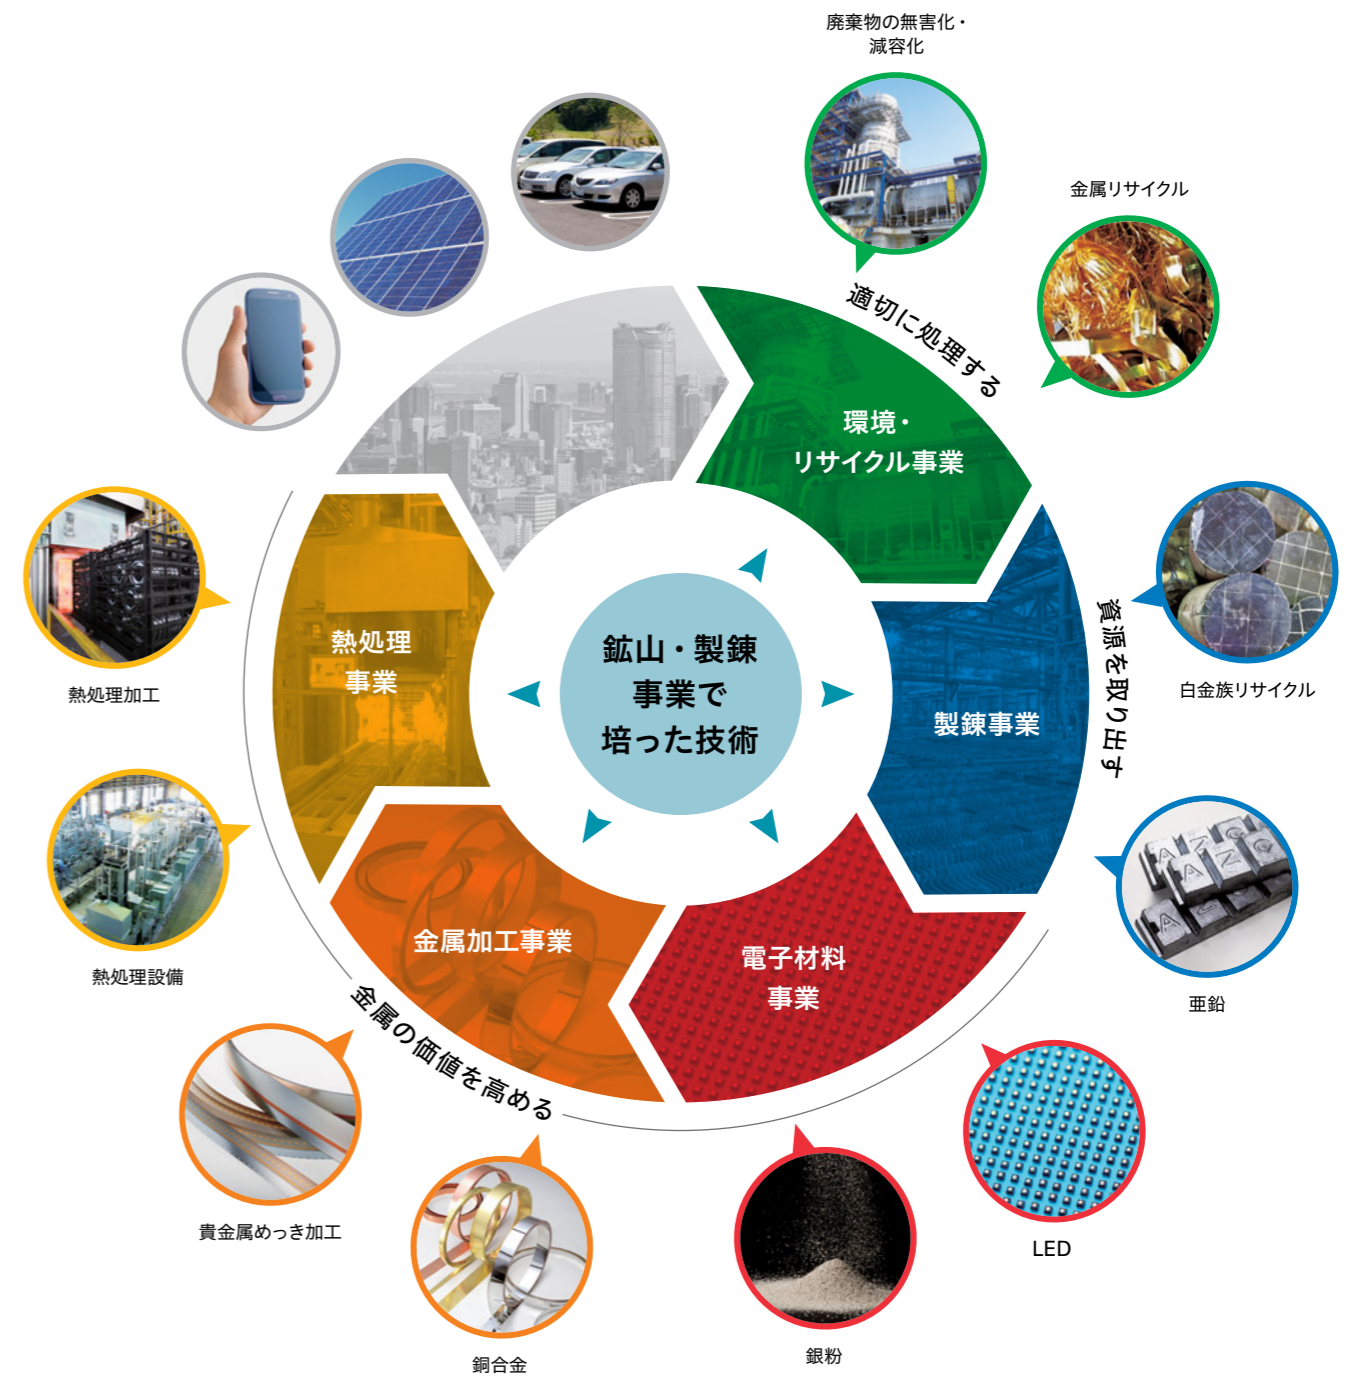 廃棄物の無害化・
減容化
金属リサイクル
適切に処理する
環境・
リサイクル事業
白金族リサイクル
資源を取り出す
製錬事業
亜鉛
鉱山・製錬
事業で
培った技術
熱処理
事業
熱処理加工
熱処理設備
金属加工事業
電子材料
事業
金属の価値を高める
貴金属めっき加工
銅合金
銀粉
LED